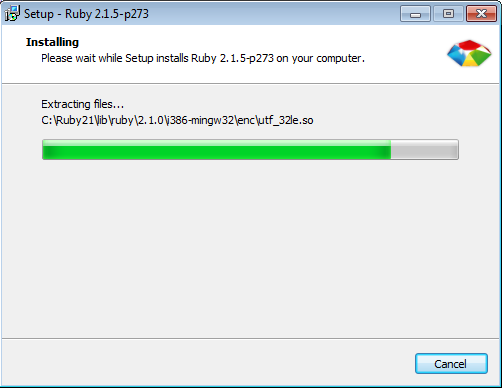 Setup - Ruby 2.1.5-p273
Installing
Please wait while Setup installs Ruby 2.1.5-p273 on your computer.
Extracting files...
C:\Ruby21\lib\ruby\2.1.0\i386-mingw32\enc\utf_32le.so
Cancel